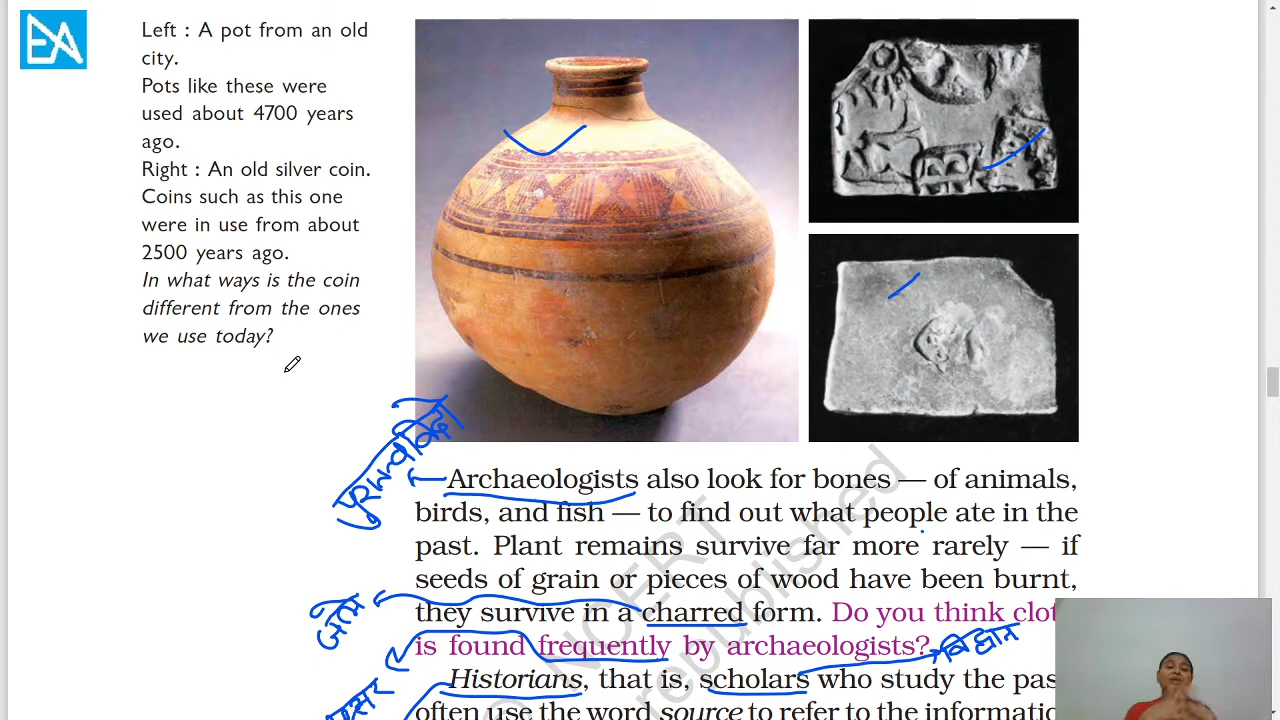 EA
Left : A pot from an old
city.
Pots like these were
used about 4700 years
ago.
Right : An old silver coin.
Coins such as this one
were in use from about
2500 years ago.
In what ways is the coin
different from the ones
we use today?
Archaeologists also look for bones — of animals,
birds, and fish — to find out what people ate in the
past. Plant remains survive far more rarely — if
seeds of grain or pieces of wood have been burnt,
they survive in a charred form. Do you think clot
is found frequently by archaeologists?
विद्वान
Historians, that is, scholars who study the pas
often use the word source to refer to the informatio
NCERT
republished